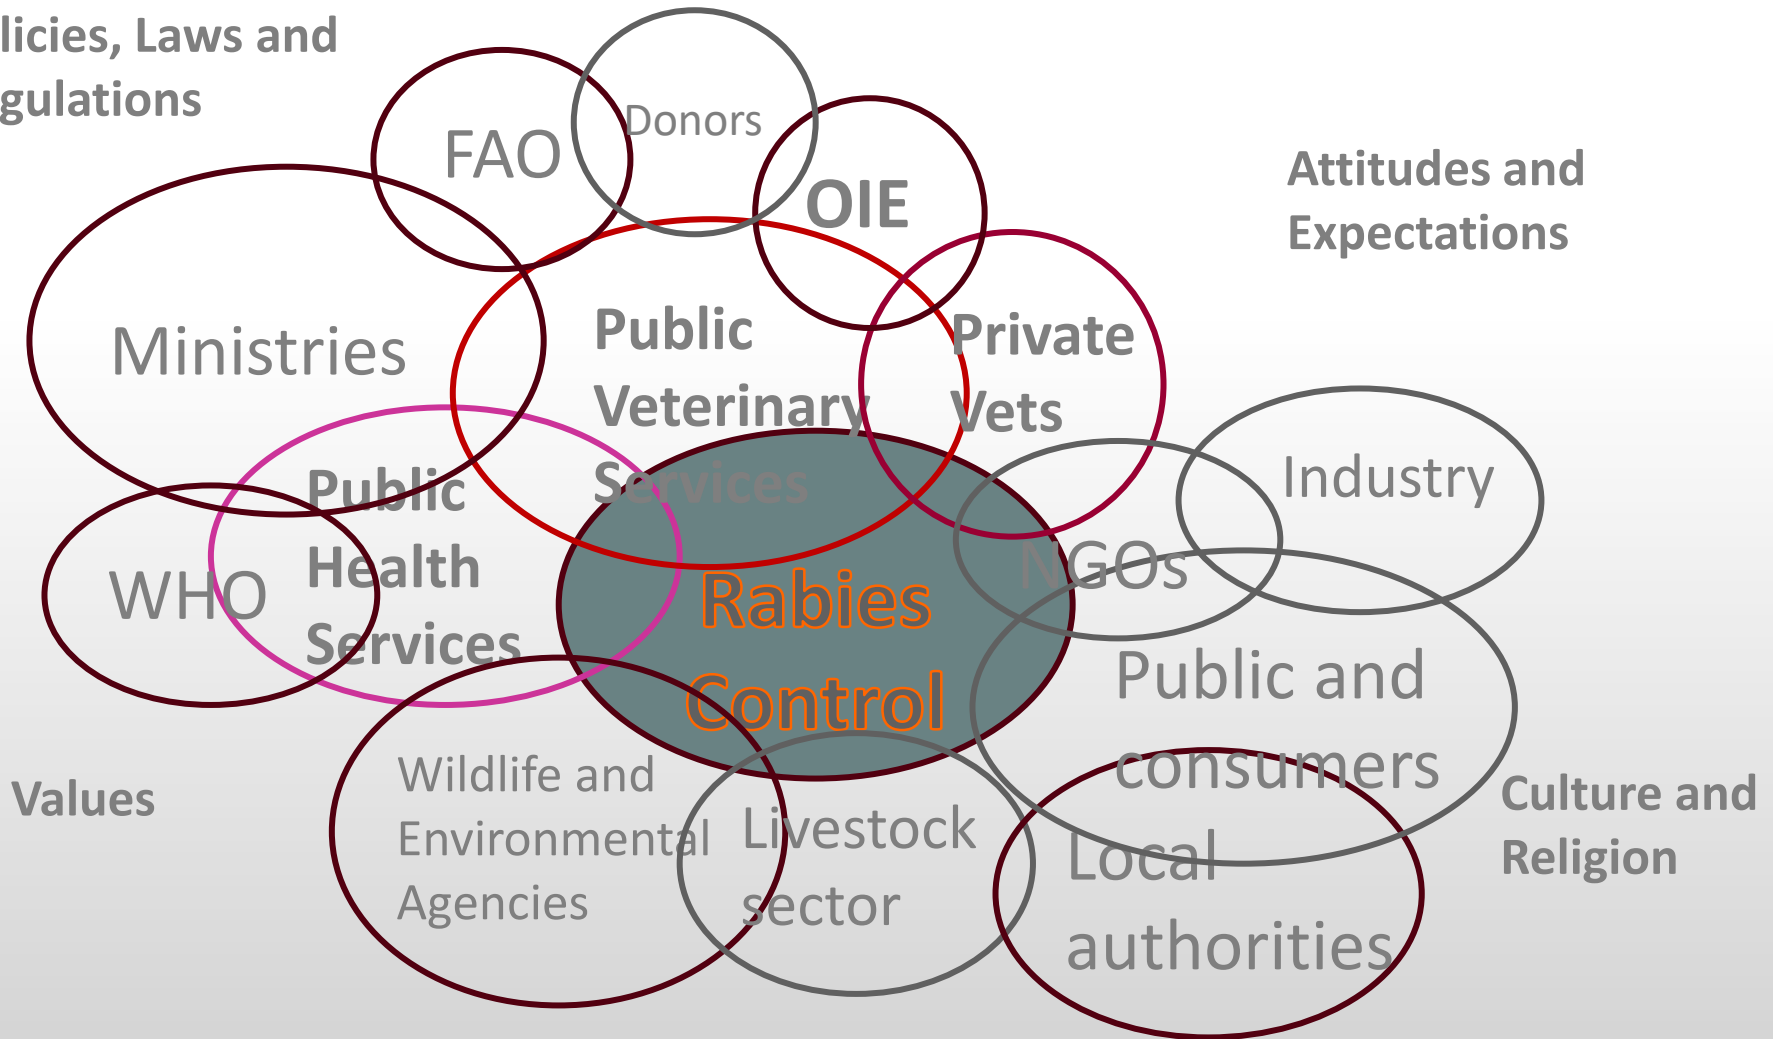 licies, Laws and
gulations
FAO
Donors
OIE
Attitudes and
Expectations
Ministries
Public
Veterinary
Services
Private
Vets
Industry
Public
Health
Services
WHO
NGOs
Rabies
Control
Public and
consumers
Values
Wildlife and
Environmental
Agencies
Livestock
sector
Local
authorities
Culture and
Religion